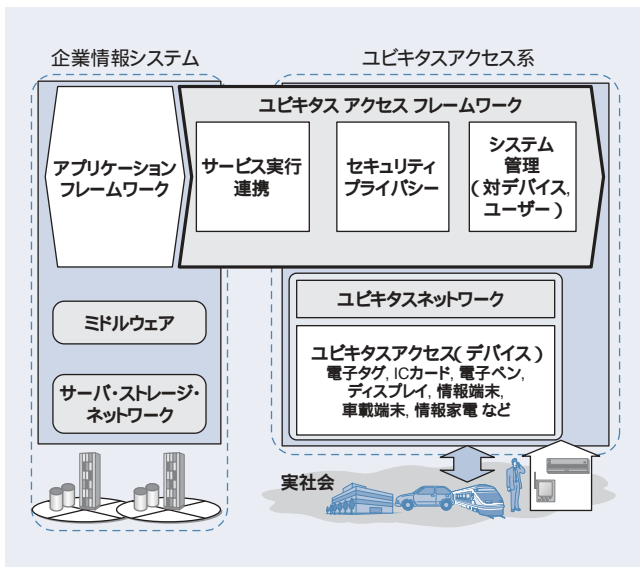 企業情報システム
ユビキタスアクセス系
ユビキタス アクセス フレームワーク
アプリケーション
フレームワーク
サービス実行
連携
セキュリティ
プライバシー
システム
管理
(対デバイス,
ユーザー)
ミドルウェア
サーバ・ストレージ・
ネットワーク
ユビキタスネットワーク
ユビキタスアクセス(デバイス)
電子タグ, ICカード, 電子ペン,
ディスプレイ, 情報端末,
車載端末, 情報家電 など
実社会